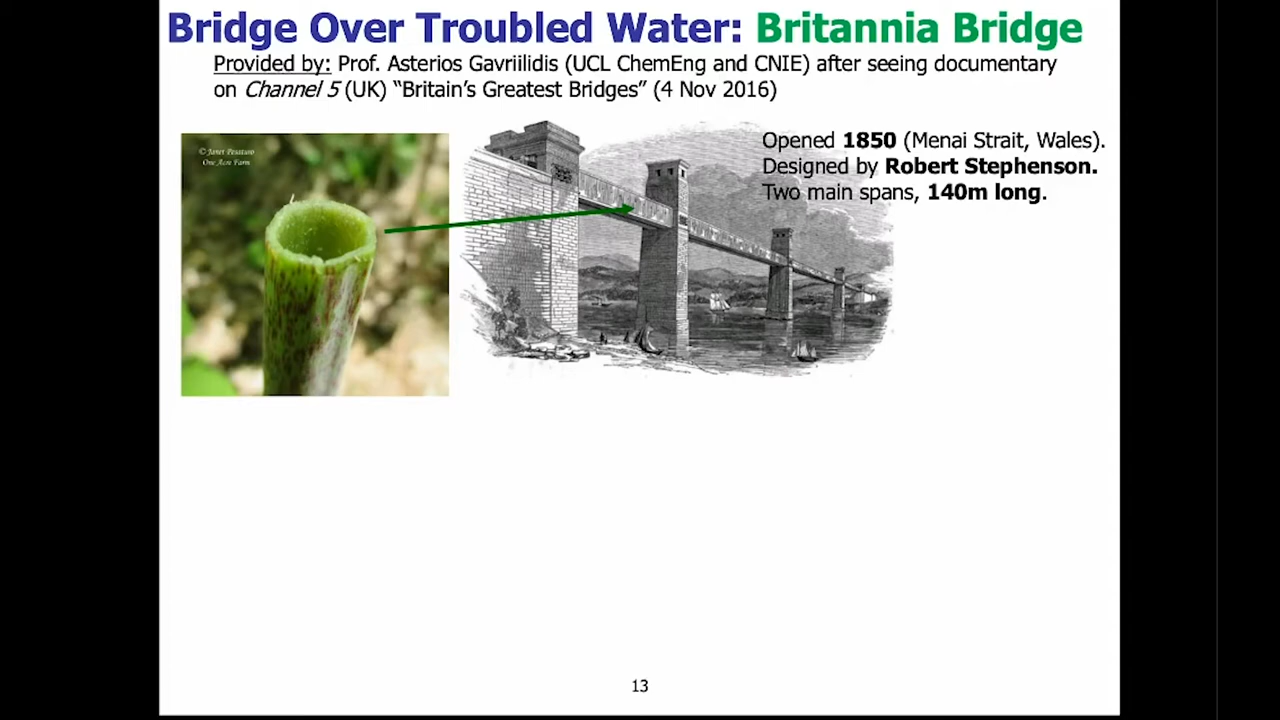 Bridge Over Troubled Water: Britannia Bridge
Provided by: Prof. Asterios Gavriilidis (UCL ChemEng and CNIE) after seeing documentary
on Channel 5 (UK) “Britain’s Greatest Bridges” (4 Nov 2016)
© Janet Pesaturo
One Acre Farm
Opened 1850 (Menai Strait, Wales).
Designed by Robert Stephenson.
Two main spans, 140m long.
13